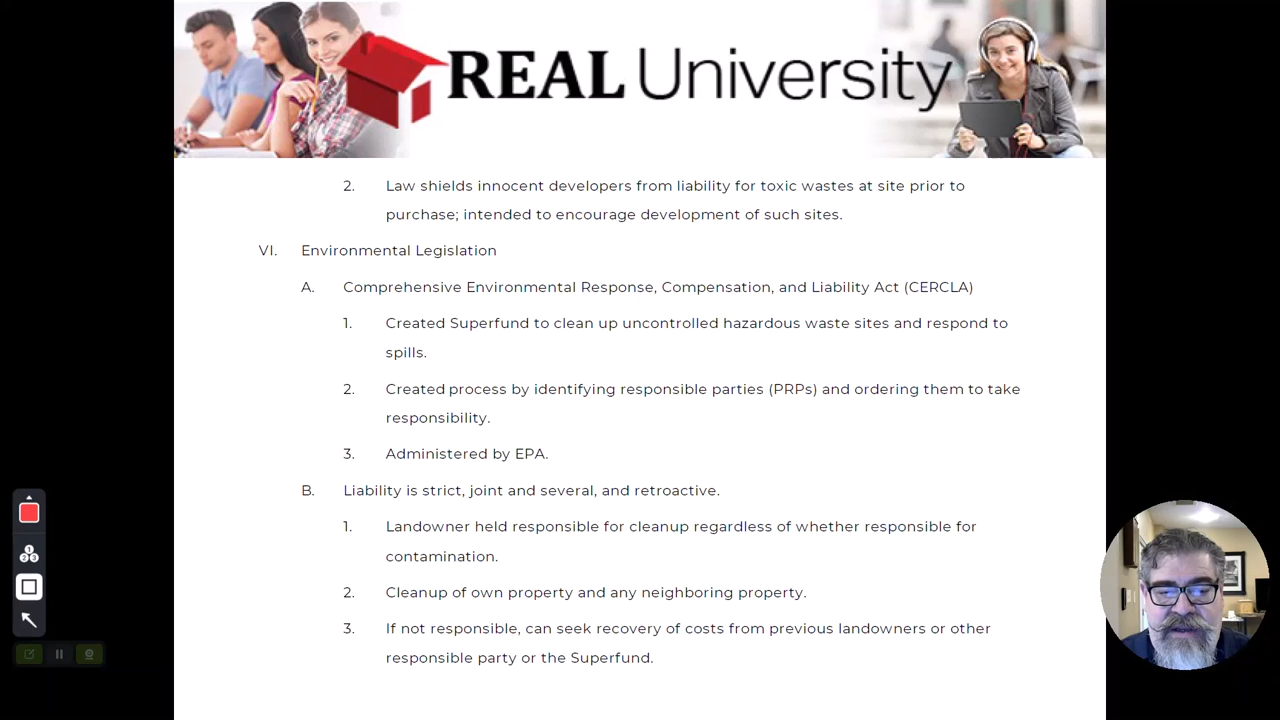 REAL University
2. Law shields innocent developers from liability for toxic wastes at site prior to
purchase; intended to encourage development of such sites.
VI. Environmental Legislation
A. Comprehensive Environmental Response, Compensation, and Liability Act (CERCLA)
1. Created Superfund to clean up uncontrolled hazardous waste sites and respond to
spills.
2. Created process by identifying responsible parties (PRPs) and ordering them to take
responsibility.
3. Administered by EPA.
B. Liability is strict, joint and several, and retroactive.
1. Landowner held responsible for cleanup regardless of whether responsible for
contamination.
2. Cleanup of own property and any neighboring property.
3. If not responsible, can seek recovery of costs from previous landowners or other
responsible party or the Superfund.